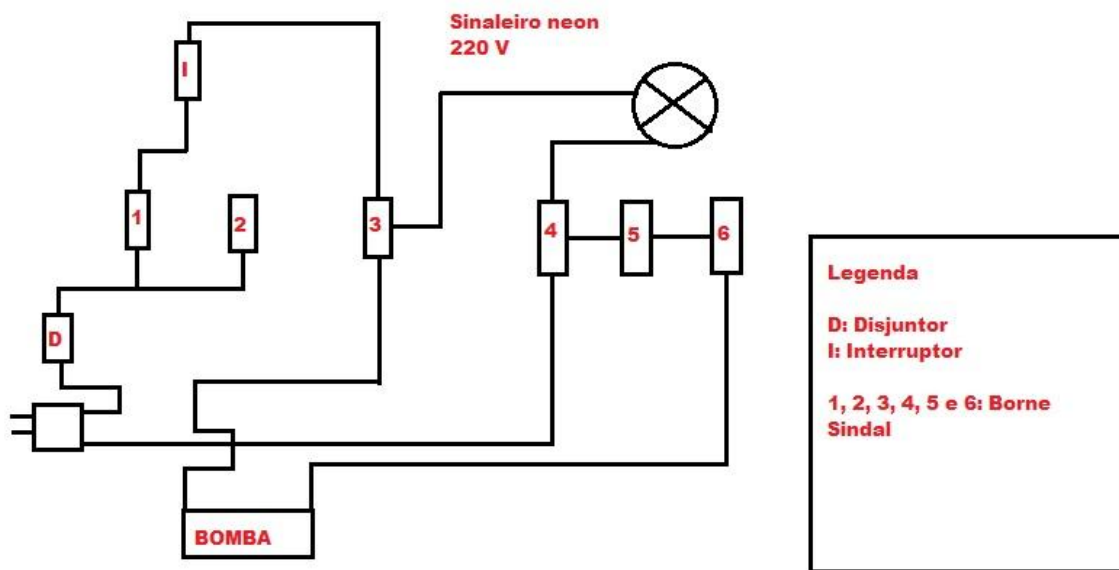 Sinaleiro neon
220 V
I
1
2
3
4
5
6
D
BOMBA
Legenda
D: Disjuntor
I: Interruptor
1, 2, 3, 4, 5 e 6: Borne
Sindal